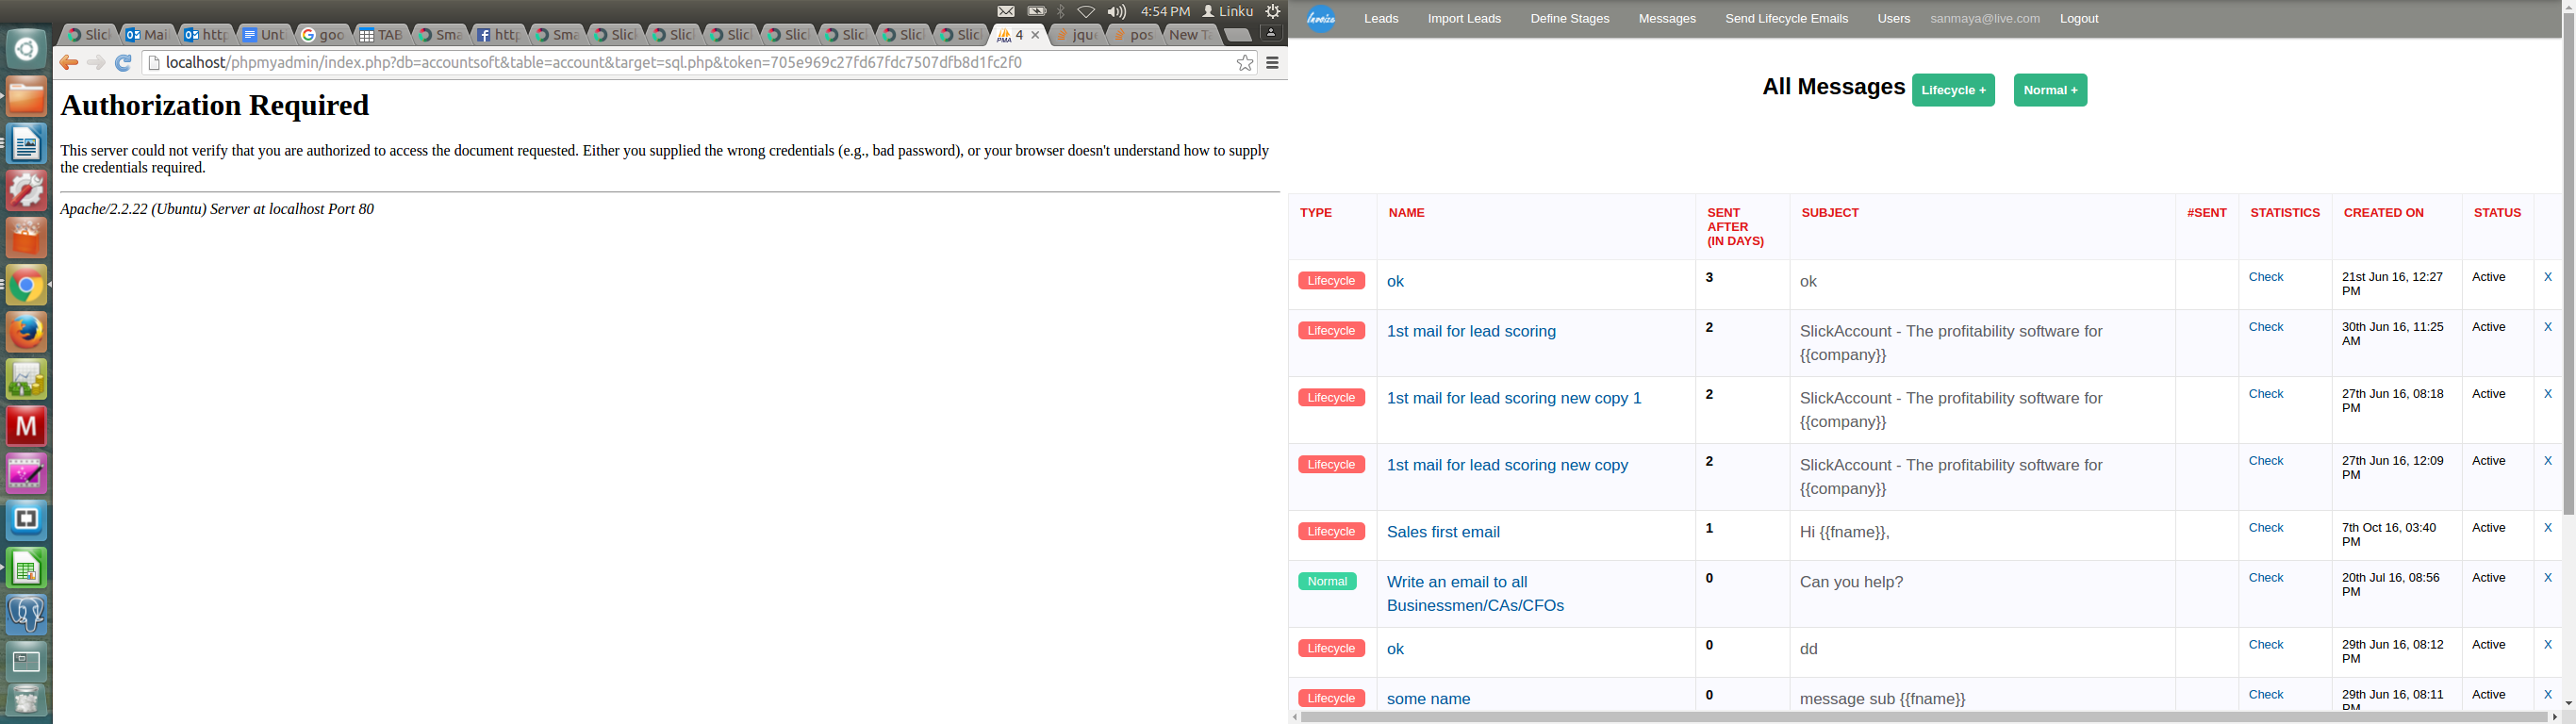 4:54 PM Linku
Slic Mail http Unt goo TAB Sma http Sma Slic Slic Slic Slic Slic Slic Slic 4 × jque pos New Ta
localhost/phpmyadmin/index.php?db=accountsoft&table=account&target=sql.php&token=705e969c27fd67fdc7507dfb8d1fc2f0
Authorization Required
This server could not verify that you are authorized to access the document requested. Either you supplied the wrong credentials (e.g., bad password), or your browser doesn't understand how to supply
the credentials required.
Apache/2.2.22 (Ubuntu) Server at localhost Port 80
Leads Import Leads Define Stages Messages Send Lifecycle Emails Users sanmaya@live.com Logout
All Messages Lifecycle + Normal +
TYPE NAME SENT SUBJECT #SENT STATISTICS CREATED ON STATUS
AFTER
(IN DAYS)
Lifecycle ok 3 ok Check 21st Jun 16, 12:27 Active X
PM
Lifecycle 1st mail for lead scoring 2 SlickAccount - The profitability software for Check 30th Jun 16, 11:25 Active X
{{company}} AM
Lifecycle 1st mail for lead scoring new copy 1 2 SlickAccount - The profitability software for Check 27th Jun 16, 08:18 Active X
{{company}} PM
Lifecycle 1st mail for lead scoring new copy 2 SlickAccount - The profitability software for Check 27th Jun 16, 12:09 Active X
{{company}} PM
Lifecycle Sales first email 1 Hi {{fname}}, Check 7th Oct 16, 03:40 Active X
PM
Normal Write an email to all 0 Can you help? Check 20th Jul 16, 08:56 Active X
Businessmen/CAs/CFOs PM
Lifecycle ok 0 dd Check 29th Jun 16, 08:12 Active X
PM
Lifecycle some name 0 message sub {{fname}} Check 29th Jun 16, 08:11 Active X
PM